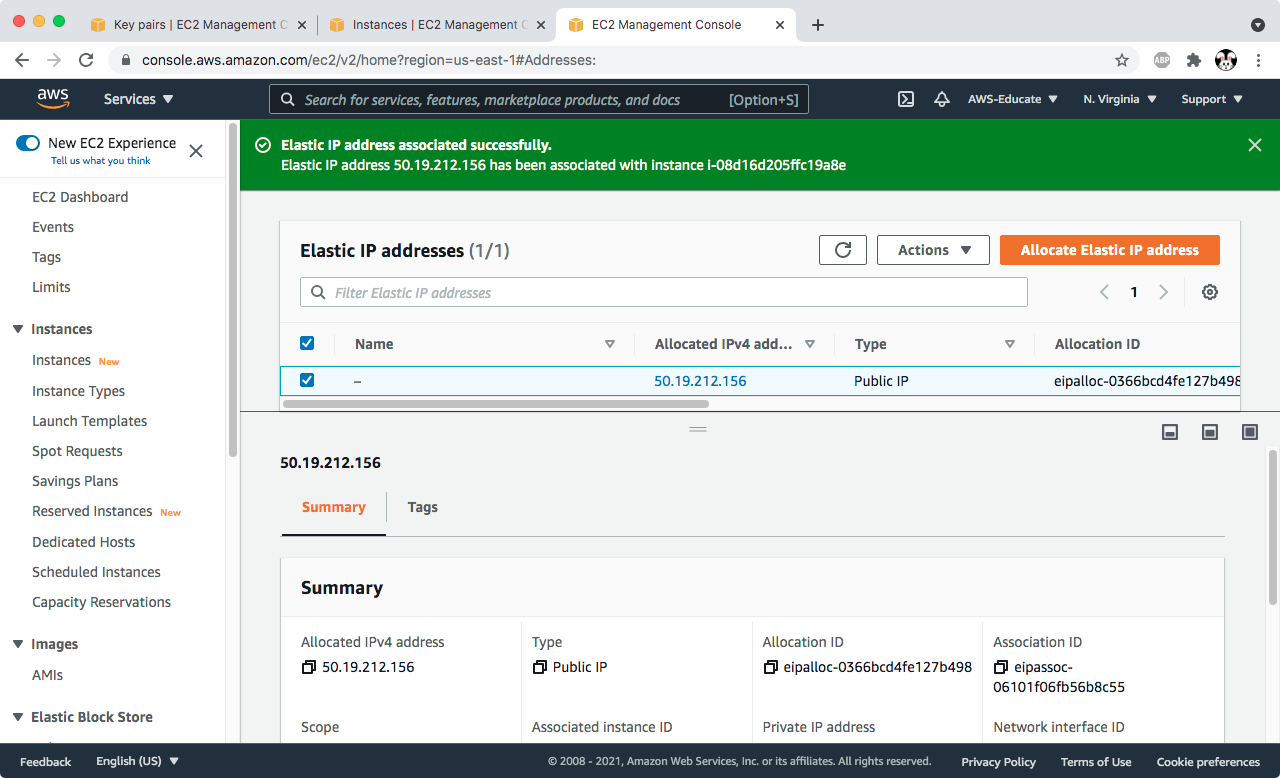 Key pairs | EC2 Management C
Instances | EC2 Management C
EC2 Management Console
console.aws.amazon.com/ec2/v2/home?region=us-east-1#Addresses:
ABP
aws
Services
Search for services, features, marketplace products, and docs
[Option+S]
AWS-Educate
N. Virginia
Support
New EC2 Experience
Tell us what you think
EC2 Dashboard
Events
Tags
Limits
Instances
Instances New
Instance Types
Launch Templates
Spot Requests
Savings Plans
Reserved Instances New
Dedicated Hosts
Scheduled Instances
Capacity Reservations
Images
AMIs
Elastic Block Store
Elastic IP address associated successfully.
Elastic IP address 50.19.212.156 has been associated with instance i-08d16d205ffc19a8e
Elastic IP addresses (1/1)
Actions
Allocate Elastic IP address
Filter Elastic IP addresses
1
Name
Allocated IPv4 add...
Type
Allocation ID
–
50.19.212.156
Public IP
eipalloc-0366bcd4fe127b498
50.19.212.156
Summary
Tags
Summary
Allocated IPv4 address
50.19.212.156
Type
Public IP
Allocation ID
eipalloc-0366bcd4fe127b498
Association ID
eipassoc-
06101f06fb56b8c55
Scope
Associated instance ID
Private IP address
Network interface ID
Feedback
English (US)
© 2008 - 2021, Amazon Web Services, Inc. or its affiliates. All rights reserved.
Privacy Policy
Terms of Use
Cookie preferences